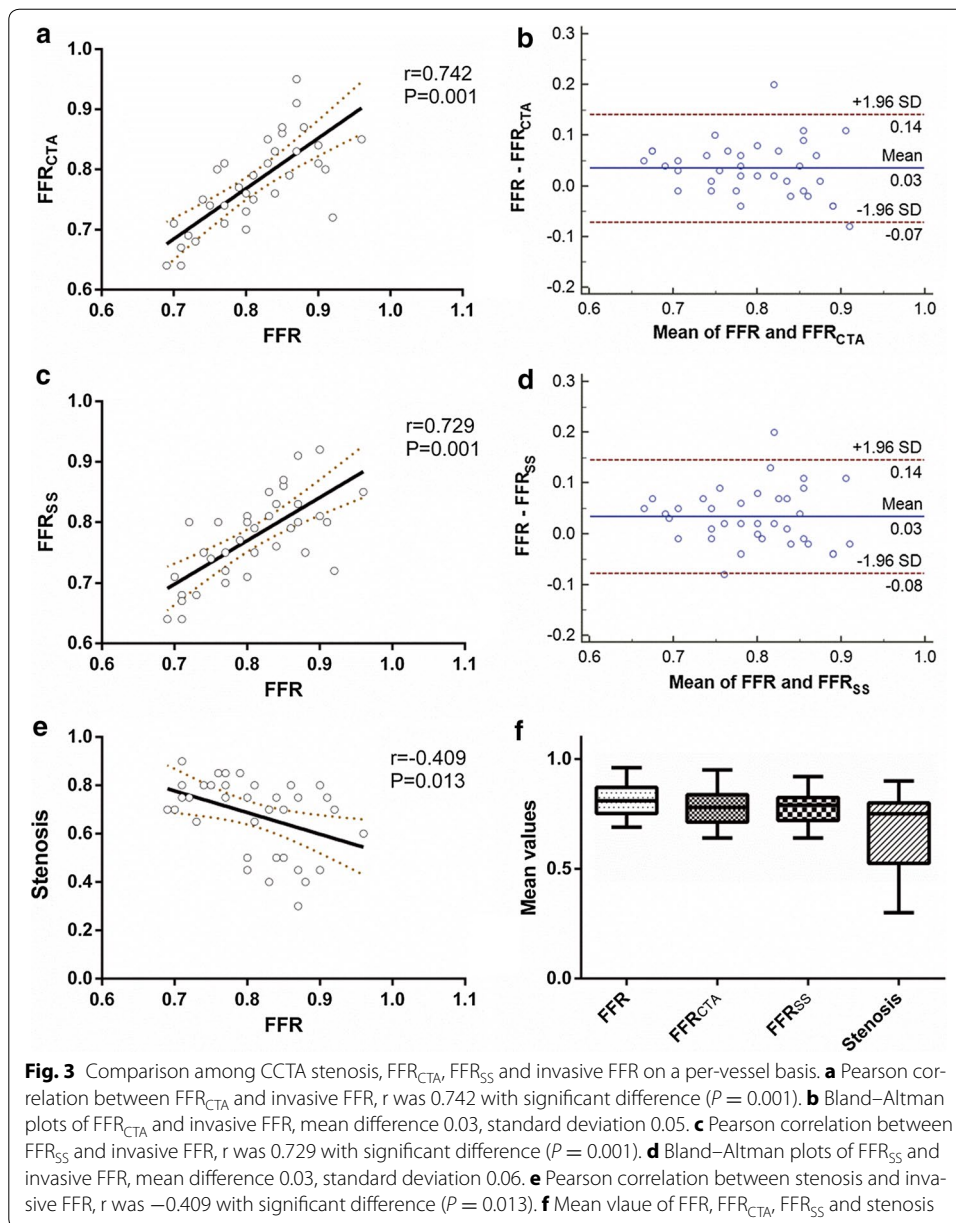 a
1.0
0.9
0.8
0.7
0.6
FFRCTA
r=0.742
P=0.001
0.6 0.7 0.8 0.9 1.0 1.1
FFR
b
0.3
0.2
0.1
0.0
-0.1
-0.2
FFR - FFRCTA
+1.96 SD
0.14
Mean
0.03
-1.96 SD
-0.07
0.6 0.7 0.8 0.9 1.0
Mean of FFR and FFRCTA
c
1.0
0.9
0.8
0.7
0.6
FFRSS
r=0.729
P=0.001
0.6 0.7 0.8 0.9 1.0 1.1
FFR
d
0.3
0.2
0.1
0.0
-0.1
-0.2
FFR - FFRSS
+1.96 SD
0.14
Mean
0.03
-1.96 SD
-0.08
0.6 0.7 0.8 0.9 1.0
Mean of FFR and FFRSS
e
1.0
0.8
0.6
0.4
0.2
0.0
Stenosis
r=-0.409
P=0.013
0.6 0.7 0.8 0.9 1.0 1.1
FFR
f
1.0
0.5
0.0
Mean values
FFR
FFRCTA
FFRSS
Stenosis
Fig. 3 Comparison among CCTA stenosis, FFRCTA, FFRSS and invasive FFR on a per-vessel basis. a Pearson cor-
relation between FFRCTA and invasive FFR, r was 0.742 with significant difference (P = 0.001). b Bland–Altman
plots of FFRCTA and invasive FFR, mean difference 0.03, standard deviation 0.05. c Pearson correlation between
FFRSS and invasive FFR, r was 0.729 with significant difference (P = 0.001). d Bland–Altman plots of FFRSS and
invasive FFR, mean difference 0.03, standard deviation 0.06. e Pearson correlation between stenosis and inva-
sive FFR, r was −0.409 with significant difference (P = 0.013). f Mean vlaue of FFR, FFRCTA, FFRSS and stenosis